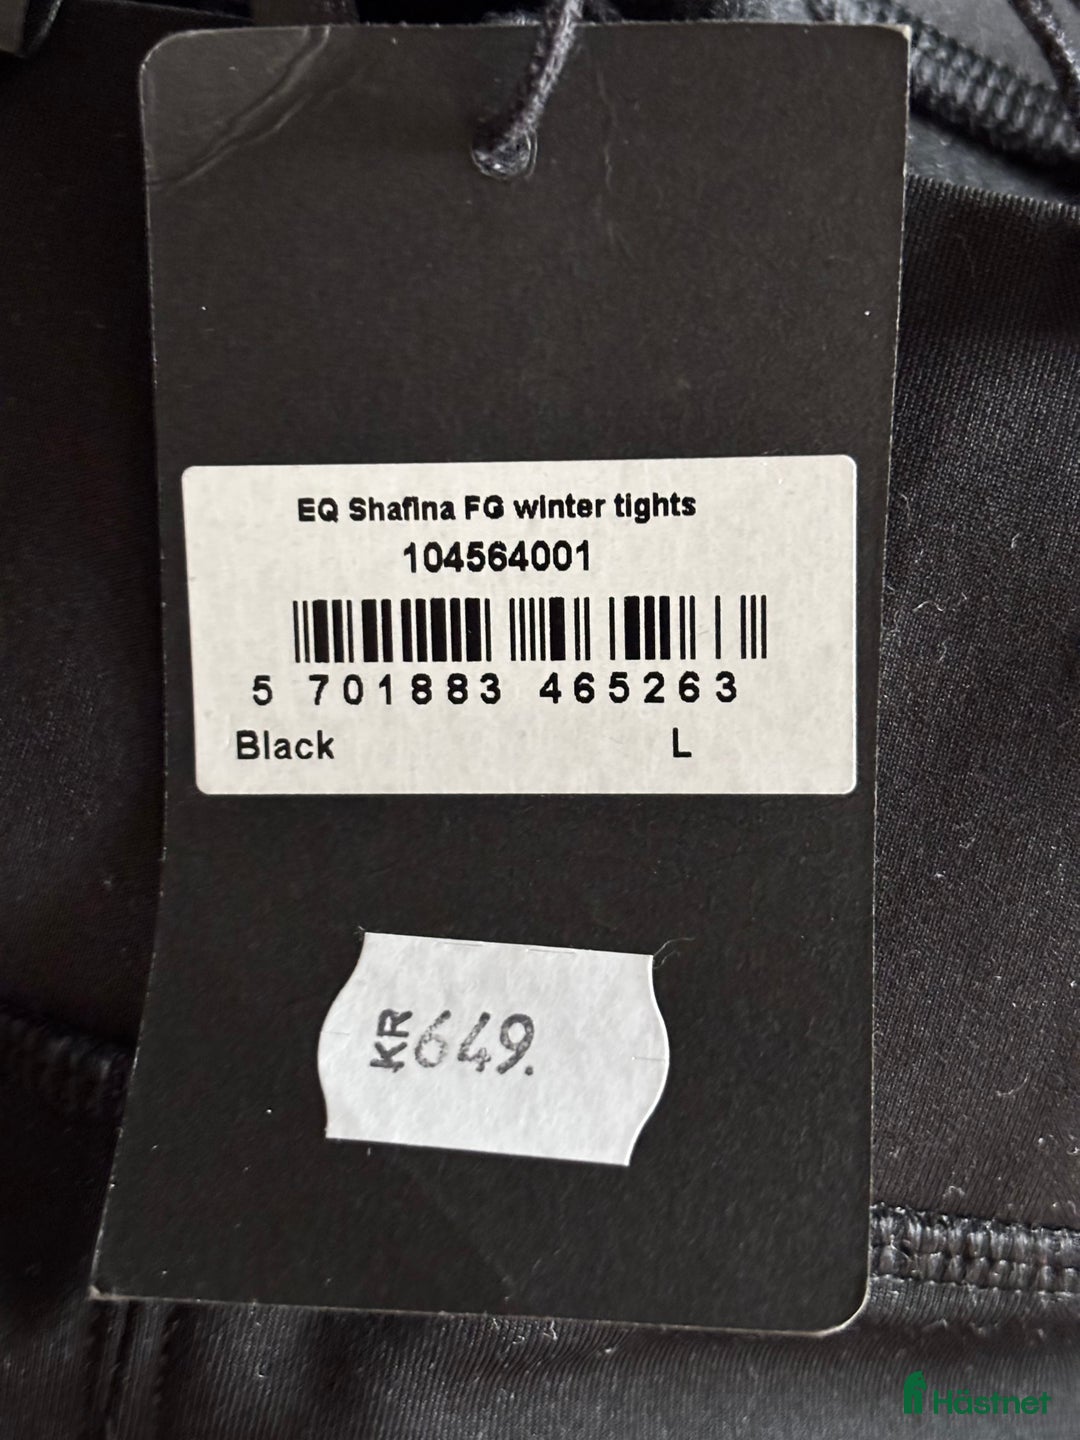 EQ Shafina FG winter tights
104564001
5 701883 465263
Black L
KR 649.
Hästnet